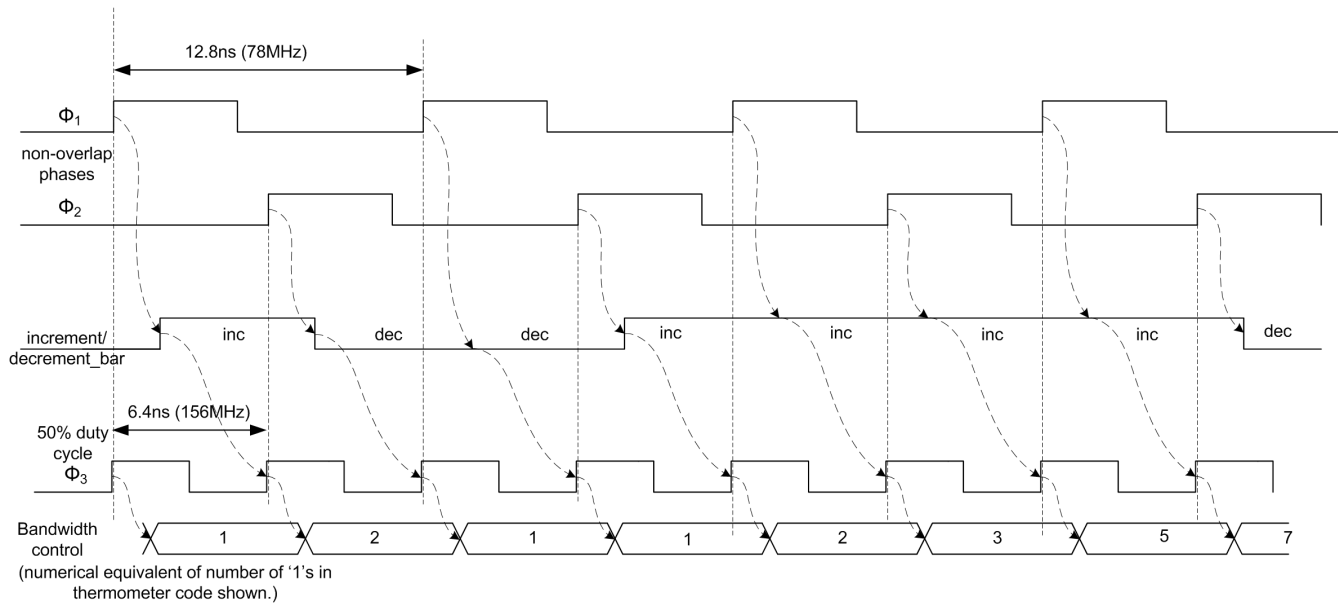 12.8ns (78MHz)
Φ1
non-overlap
phases
Φ2
increment/
decrement_bar
inc
dec
dec
inc
inc
inc
inc
dec
6.4ns (156MHz)
50% duty
cycle
Φ3
Bandwidth
control
1
2
1
1
2
3
5
7
(numerical equivalent of number of '1's in
thermometer code shown.)